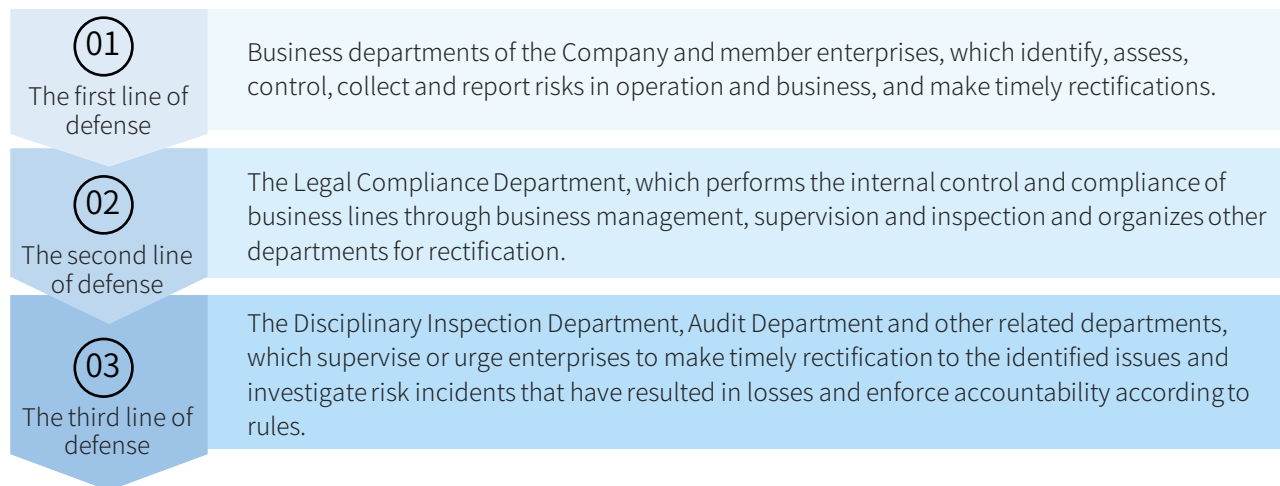 01
The first line of
defense
Business departments of the Company and member enterprises, which identify, assess,
control, collect and report risks in operation and business, and make timely rectifications.
02
The second line
of defense
The Legal Compliance Department, which performs the internal control and compliance of
business lines through business management, supervision and inspection and organizes other
departments for rectification.
03
The third line of
defense
The Disciplinary Inspection Department, Audit Department and other related departments,
which supervise or urge enterprises to make timely rectification to the identified issues and
investigate risk incidents that have resulted in losses and enforce accountability according to
rules.